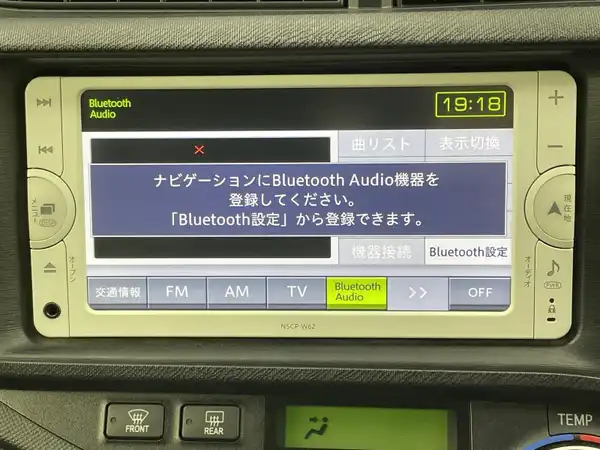 Bluetooth
Audio
19:18
曲リスト
表示切換
ナビゲーションにBluetooth Audio機器を
登録してください。
「Bluetooth設定」から登録できます。
機器接続
Bluetooth設定
交通情報
FM
AM
TV
Bluetooth
Audio
>>
OFF
メニュー
オープン
現在地
オーディオ
PWR
NSCP-W62
FRONT
REAR
TEMP